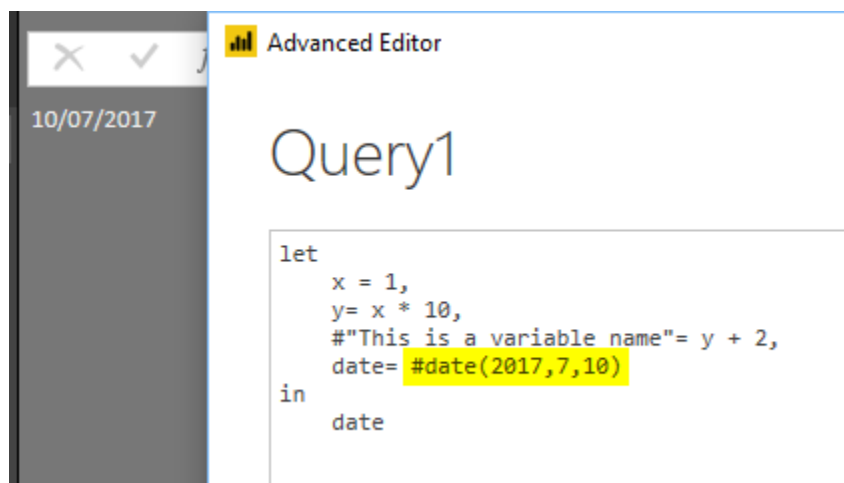 Advanced Editor
10/07/2017
Query1
let
x = 1,
y= x * 10,
#"This is a variable name"= y + 2,
date= #date(2017,7,10)
in
date